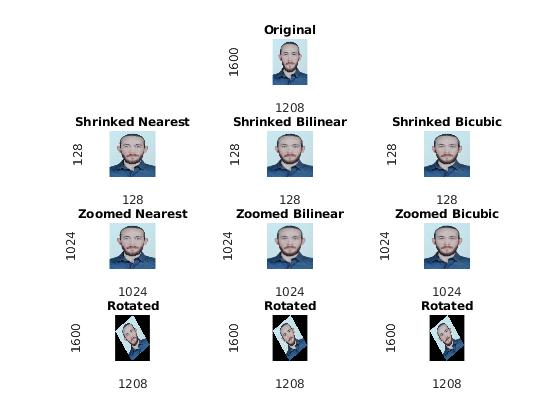 Original
1600
1208
Shrinked Nearest Shrinked Bilinear Shrinked Bicubic
128 128 128
128 128 128
Zoomed Nearest Zoomed Bilinear Zoomed Bicubic
1024 1024 1024
1024 1024 1024
Rotated Rotated Rotated
1600 1600 1600
1208 1208 1208